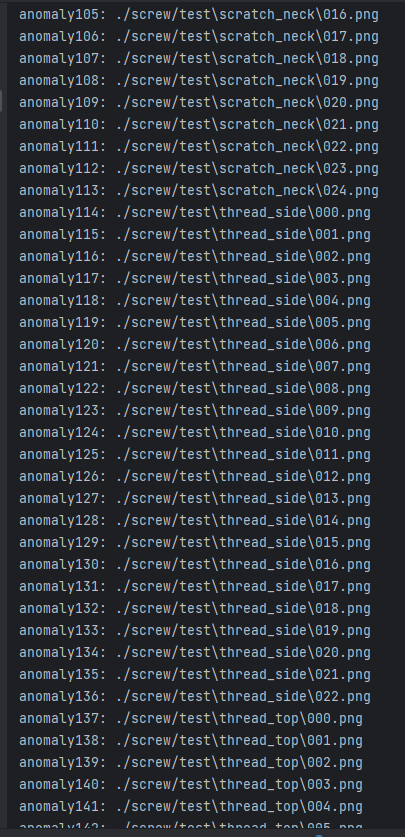 anomaly105: ./screw/test\scratch_neck\016.png
anomaly106: ./screw/test\scratch_neck\017.png
anomaly107: ./screw/test\scratch_neck\018.png
anomaly108: ./screw/test\scratch_neck\019.png
anomaly109: ./screw/test\scratch_neck\020.png
anomaly110: ./screw/test\scratch_neck\021.png
anomaly111: ./screw/test\scratch_neck\022.png
anomaly112: ./screw/test\scratch_neck\023.png
anomaly113: ./screw/test\scratch_neck\024.png
anomaly114: ./screw/test\thread_side\000.png
anomaly115: ./screw/test\thread_side\001.png
anomaly116: ./screw/test\thread_side\002.png
anomaly117: ./screw/test\thread_side\003.png
anomaly118: ./screw/test\thread_side\004.png
anomaly119: ./screw/test\thread_side\005.png
anomaly120: ./screw/test\thread_side\006.png
anomaly121: ./screw/test\thread_side\007.png
anomaly122: ./screw/test\thread_side\008.png
anomaly123: ./screw/test\thread_side\009.png
anomaly124: ./screw/test\thread_side\010.png
anomaly125: ./screw/test\thread_side\011.png
anomaly126: ./screw/test\thread_side\012.png
anomaly127: ./screw/test\thread_side\013.png
anomaly128: ./screw/test\thread_side\014.png
anomaly129: ./screw/test\thread_side\015.png
anomaly130: ./screw/test\thread_side\016.png
anomaly131: ./screw/test\thread_side\017.png
anomaly132: ./screw/test\thread_side\018.png
anomaly133: ./screw/test\thread_side\019.png
anomaly134: ./screw/test\thread_side\020.png
anomaly135: ./screw/test\thread_side\021.png
anomaly136: ./screw/test\thread_side\022.png
anomaly137: ./screw/test\thread_top\000.png
anomaly138: ./screw/test\thread_top\001.png
anomaly139: ./screw/test\thread_top\002.png
anomaly140: ./screw/test\thread_top\003.png
anomaly141: ./screw/test\thread_top\004.png
anomaly142: ./screw/test\thread_top\005.png